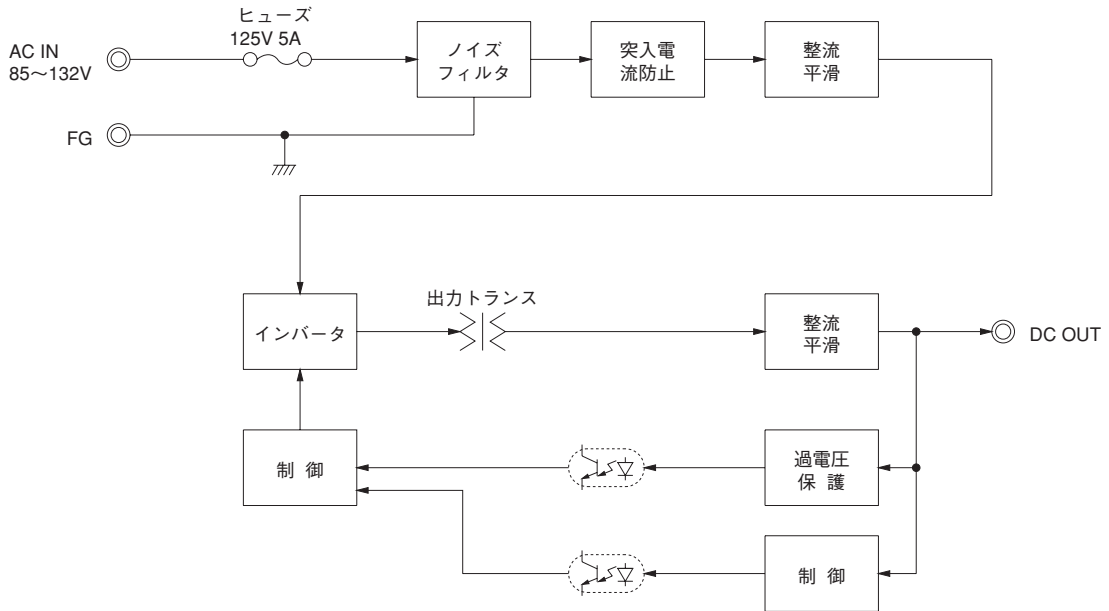 ヒューズ
125V 5A
AC IN
85〜132V
ノイズ
フィルタ
突入電
流防止
整流
平滑
FG
インバータ
出力トランス
整流
平滑
DC OUT
制 御
過電圧
保 護
制 御